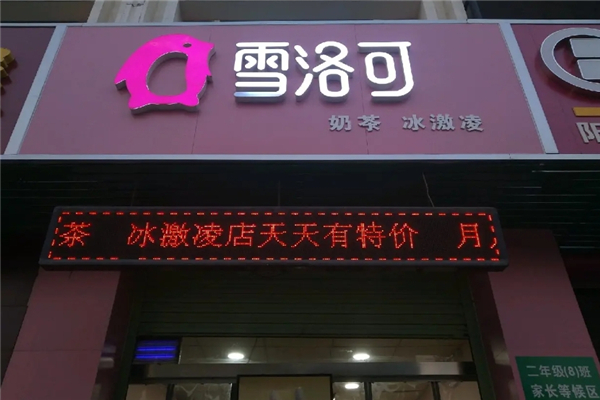 雪洛可
奶茶 冰激凌
茶 冰激凌店天天有特价 月
二年级(8)班
家长等候区